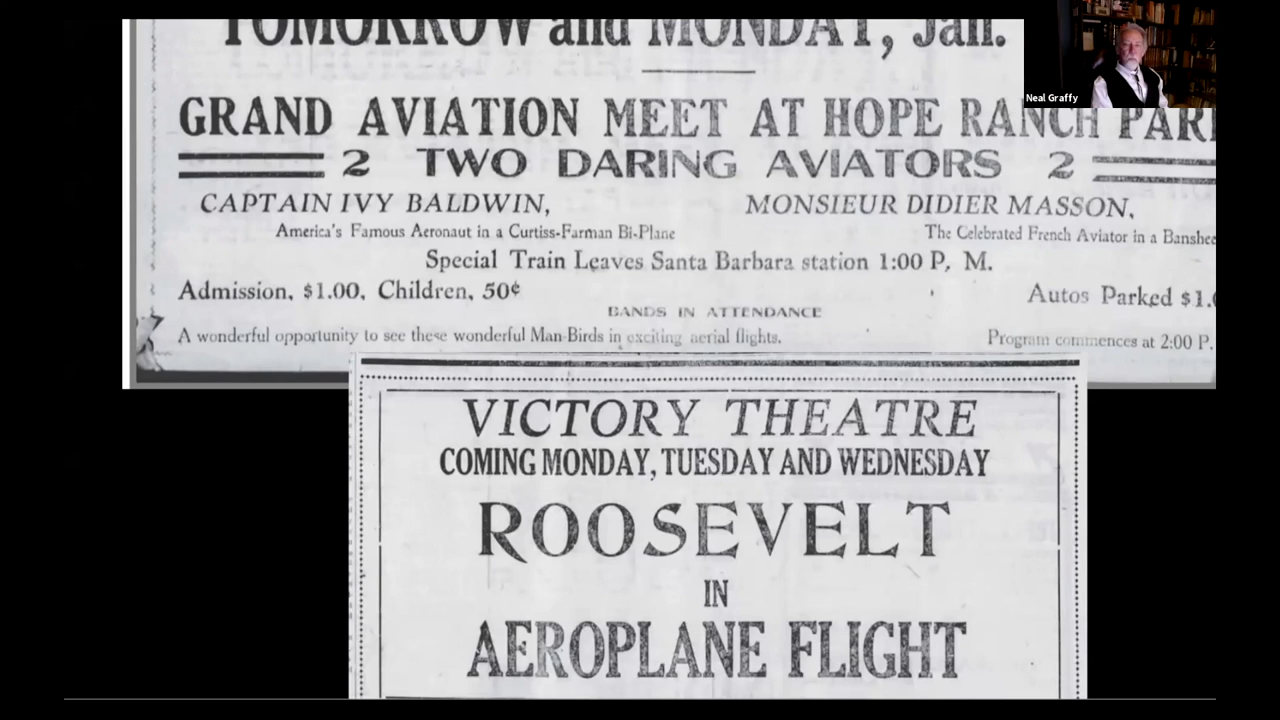 TOMORROW and MONDAY, Jan.
Neal Graffy
GRAND AVIATION MEET AT HOPE RANCH PARK
2 TWO DARING AVIATORS 2
CAPTAIN IVY BALDWIN, MONSIEUR DIDIER MASSON,
America's Famous Aeronaut in a Curtiss-Farman Bi-Plane The Celebrated French Aviator in a Banshee
Special Train Leaves Santa Barbara station 1:00 P. M.
Admission, $1.00, Children, 50¢ Autos Parked $1.
BANDS IN ATTENDANCE
A wonderful opportunity to see these wonderful Man-Birds in exciting aerial flights. Program commences at 2:00 P.
VICTORY THEATRE
COMING MONDAY, TUESDAY AND WEDNESDAY
ROOSEVELT
IN
AEROPLANE FLIGHT